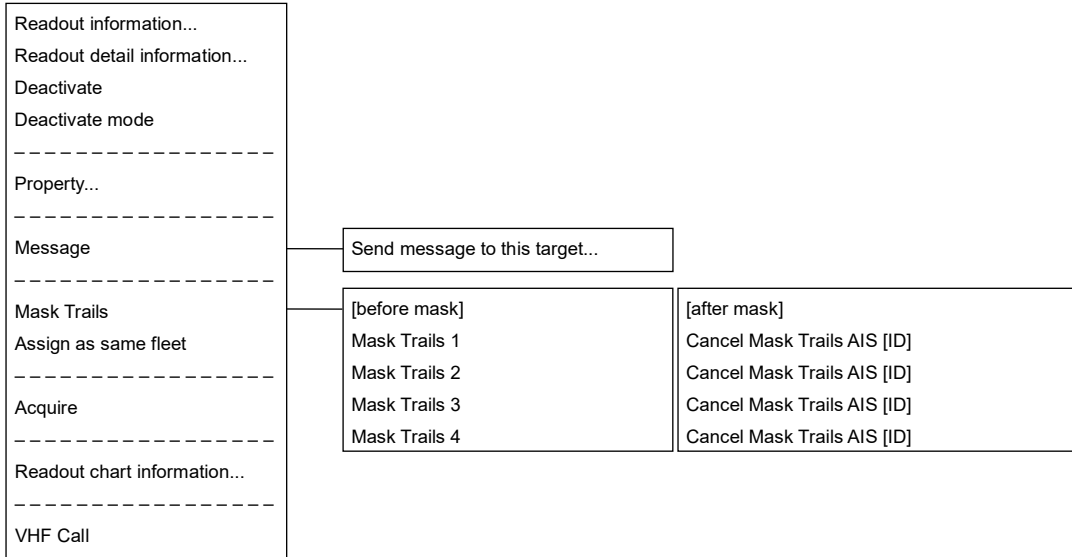 Readout information...
Readout detail information...
Deactivate
Deactivate mode
Property...
Message
Send message to this target...
Mask Trails
Assign as same fleet
[before mask]
Mask Trails 1
Mask Trails 2
Mask Trails 3
Mask Trails 4
[after mask]
Cancel Mask Trails AIS [ID]
Cancel Mask Trails AIS [ID]
Cancel Mask Trails AIS [ID]
Cancel Mask Trails AIS [ID]
Acquire
Readout chart information...
VHF Call